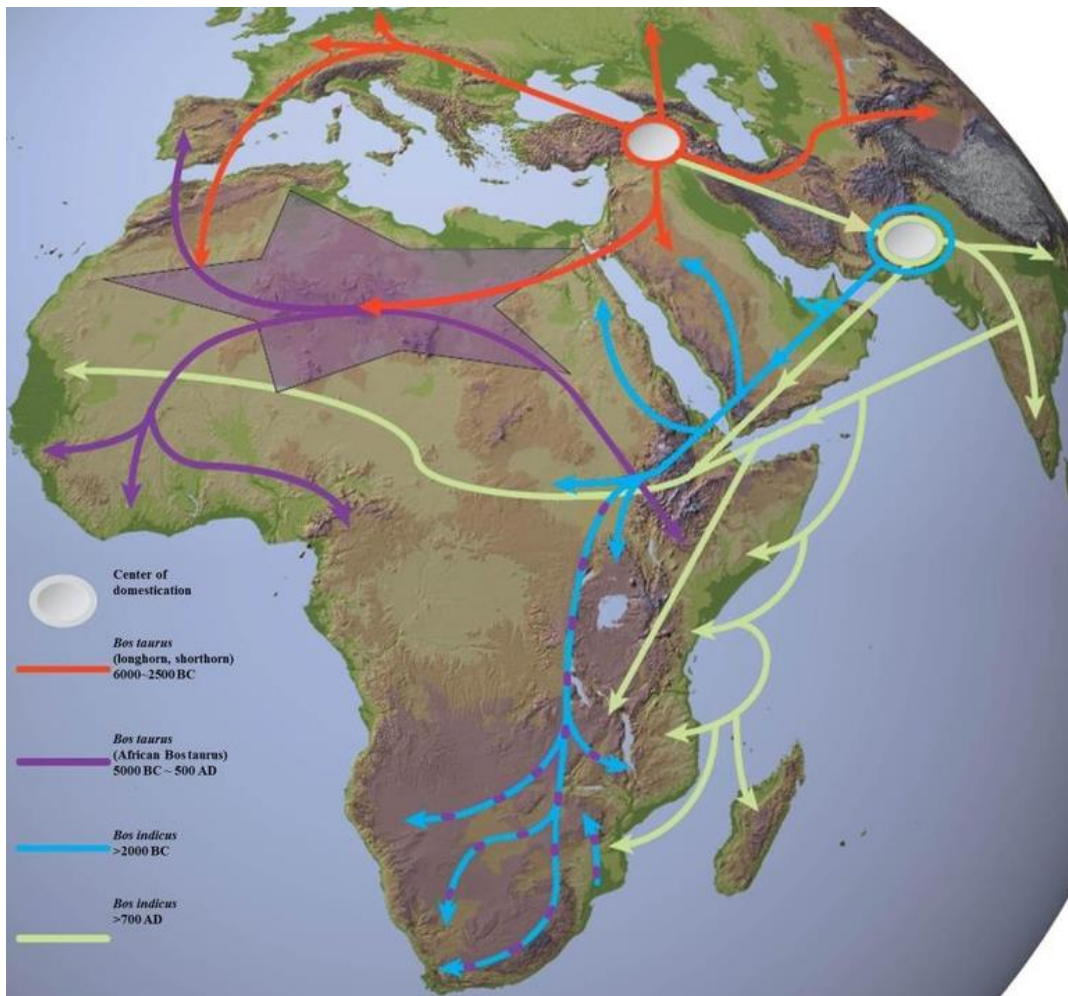 Center of
domestication
Bos taurus
(longhorn, shorthorn)
6000~2500 BC
Bos taurus
(African Bos taurus)
5000 BC ~ 500 AD
Bos indicus
>2000 BC
Bos indicus
>700 AD